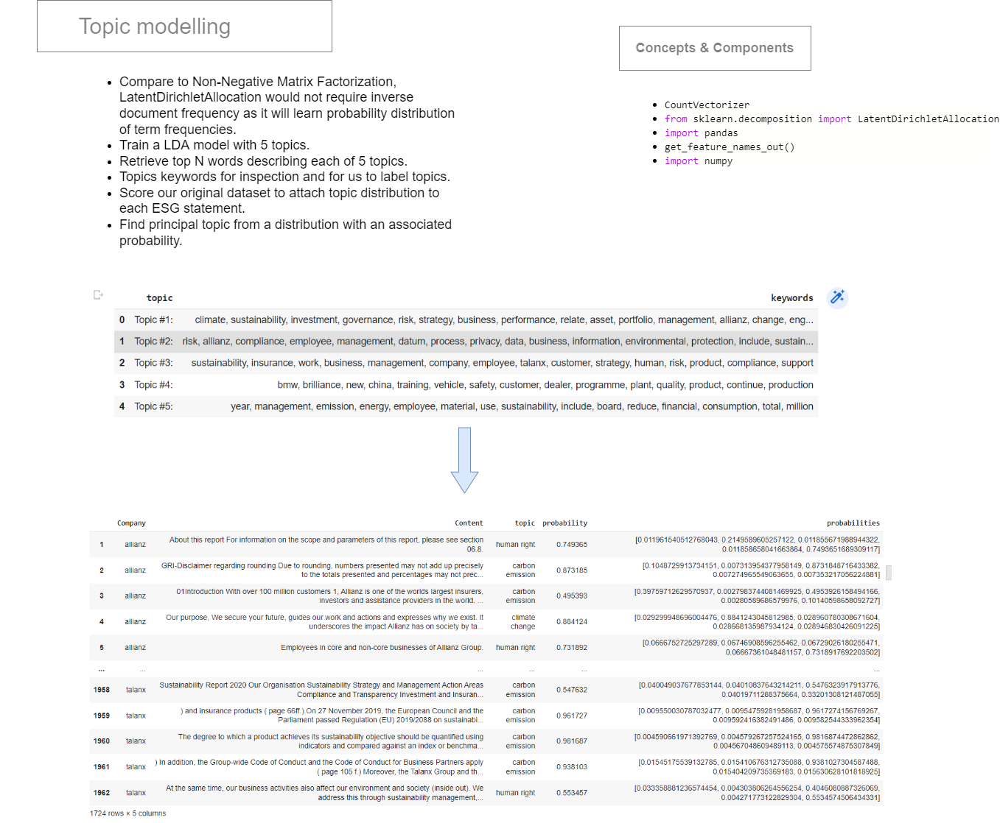 Topic modelling
Concepts & Components
Compare to Non-Negative Matrix Factorization,
LatentDirichletAllocation would not require inverse
document frequency as it will learn probability distribution
of term frequencies.
Train a LDA model with 5 topics.
Retrieve top N words describing each of 5 topics.
Topics keywords for inspection and for us to label topics.
Score our original dataset to attach topic distribution to
each ESG statement.
Find principal topic from a distribution with an associated
probability.
CountVectorizer
from sklearn.decomposition import LatentDirichletAllocation
import pandas
get_feature_names_out()
import numpy
topic keywords
0 Topic #1: climate, sustainability, investment, governance, risk, strategy, business, performance, relate, asset, portfolio, management, allianz, change, eng...
1 Topic #2: risk, allianz, compliance, employee, management, datum, process, privacy, data, business, information, environmental, protection, include, sustain...
2 Topic #3: sustainability, insurance, work, business, management, company, employee, talanx, customer, strategy, human, risk, product, compliance, support
3 Topic #4: bmw, brilliance, new, china, training, vehicle, safety, customer, dealer, programme, plant, quality, product, continue, production
4 Topic #5: year, management, emission, energy, employee, material, use, sustainability, include, board, reduce, financial, consumption, total, million
Company Content topic probability probabilities
About this report For information on the scope and parameters of this report, please see section [0.011961540512768043, 0.2149589605257122, 0.011855671988944322,
1 allianz 06.8. human right 0.749365 0.011858658041663864, 0.7493651689309117]
GRI-Disclaimer regarding rounding Due to rounding, numbers presented may not add up precisely carbon [0.1048729913734151, 0.007313954377958149, 0.8731848716433382,
2 allianz to the totals presented and percentages may not prec... emission 0.873185 0.007274965549063655, 0.007353217056224881]
01Introduction With over 100 million customers 1, Allianz is one of the worlds largest insurers, carbon [0.39759712629570937, 0.0027983744081469925, 0.4953926158494166,
3 allianz investors and assistance providers in the world. ... emission 0.495393 0.00280589686579976, 0.10140598658092727]
Our purpose, We secure your future, guides our work and actions and expresses why we exist. It climate [0.029299948696004476, 0.8841243045812985, 0.028960780308671604,
4 allianz underscores the impact Allianz has on society by ta... change 0.884124 0.028668135987934124, 0.028946830426091225]
[0.0666752725297289, 0.06746908596255462, 0.06729026180255471,
5 allianz Employees in core and non-core businesses of Allianz Group. human right 0.731892 0.06667361048481157, 0.7318917692203502]
... ... ... ... ... ...
Sustainability Report 2020 Our Organisation Sustainability Strategy and Management Action Areas carbon [0.040049037677853144, 0.04010837643214211, 0.5476323917913776,
1958 talanx Compliance and Transparency Investment and Insuran... emission 0.547632 0.04019711288375664, 0.33201308121487055]
) and insurance products ( page 66ff.).On 27 November 2019, the European Council and the carbon [0.009550030787032477, 0.00954759281958687, 0.9617274156769267,
1959 talanx Parliament passed Regulation (EU) 2019/2088 on sustainabi... emission 0.961727 0.009592416382491486, 0.009582544333962354]
The degree to which a product achieves its sustainability objective should be quantified using carbon [0.004590661971392769, 0.004579267257524165, 0.9816874472862862,
1960 talanx indicators and compared against an index or benchma... emission 0.981687 0.004567048609489113, 0.004575574875307849]
) In addition, the Group-wide Code of Conduct and the Code of Conduct for Business Partners apply carbon [0.01545175539132785, 0.015410676312735088, 0.9381027304587488,
1961 talanx ( page 105 f.) Moreover, the Talanx Group and th... emission 0.938103 0.015404209735369183, 0.015630628101818925]
At the same time, our business activities also affect our environment and society (inside out). We [0.033358881236574454, 0.004303806264556254, 0.4046080887326069,
1962 talanx address this through sustainability management,... human right 0.553457 0.004271773122829304, 0.5534574506434331]
1724 rows × 5 columns